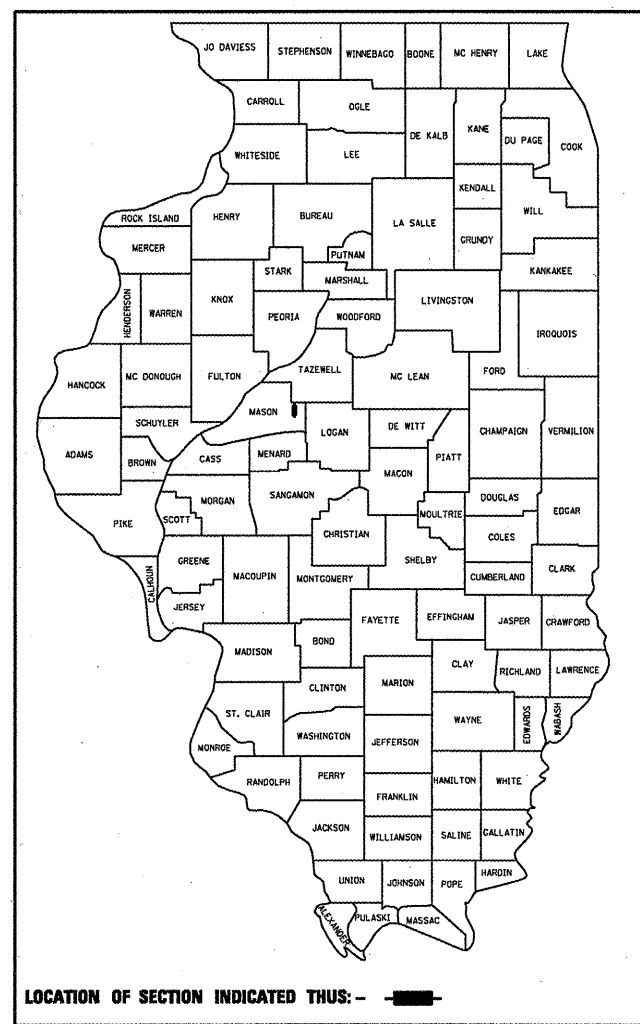 JO DAVIESS
STEPHENSON
WINNEBAGO
BOONE
MC HENRY
LAKE
CARROLL
OGLE
DE KALB
KANE
DU PAGE
COOK
WHITESIDE
LEE
KENDALL
WILL
ROCK ISLAND
HENRY
BUREAU
LA SALLE
GRUNDY
MERCER
PUTNAM
STARK
MARSHALL
KANKAKEE
HENDERSON
WARREN
KNOX
PEORIA
WOODFORD
LIVINGSTON
IROQUOIS
HANCOCK
MC DONOUGH
FULTON
TAZEWELL
MC LEAN
FORD
MASON
SCHUYLER
LOGAN
DE WITT
CHAMPAIGN
VERMILION
ADAMS
BROWN
CASS
MENARD
MACON
PIATT
PIKE
SCOTT
MORGAN
SANGAMON
CHRISTIAN
MOULTRIE
DOUGLAS
EDGAR
COLES
CALHOUN
GREENE
MACOUPIN
MONTGOMERY
SHELBY
CUMBERLAND
CLARK
JERSEY
FAYETTE
EFFINGHAM
JASPER
CRAWFORD
MADISON
BOND
CLAY
RICHLAND
LAWRENCE
CLINTON
MARION
ST. CLAIR
WASHINGTON
WAYNE
EDWARDS
WABASH
MONROE
JEFFERSON
RANDOLPH
PERRY
HAMILTON
WHITE
FRANKLIN
JACKSON
WILLIAMSON
SALINE
GALLATIN
UNION
JOHNSON
POPE
HARDIN
ALEXANDER
PULASKI
MASSAC
LOCATION OF SECTION INDICATED THUS: -